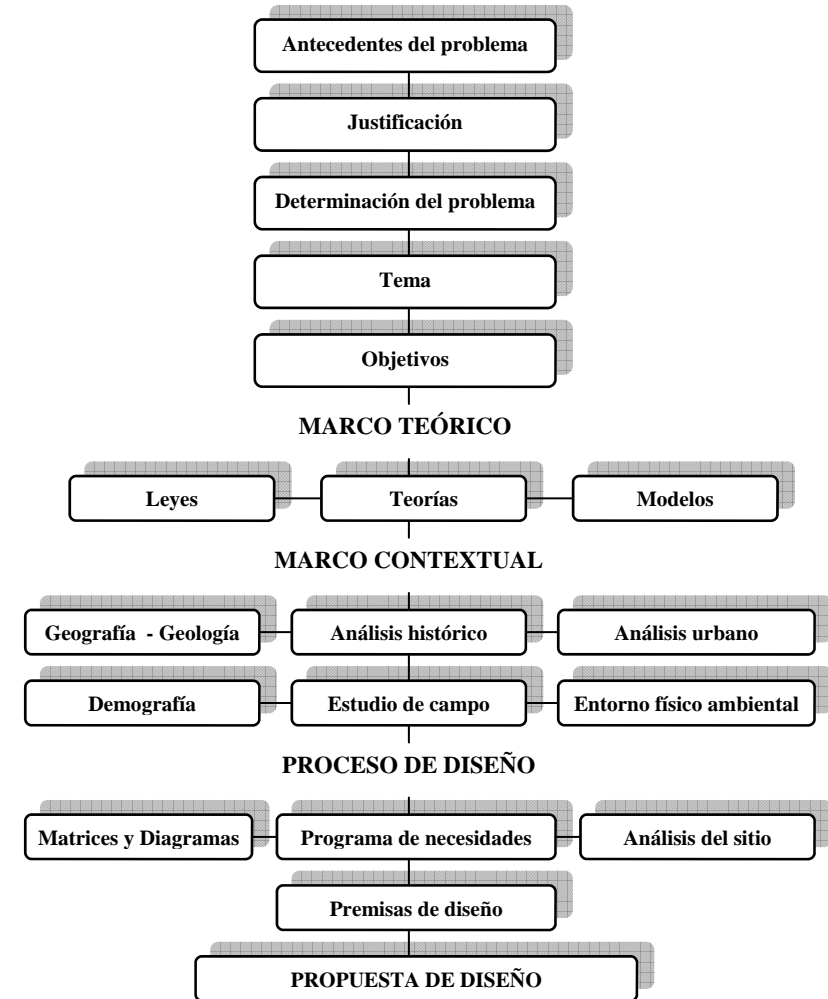 Antecedentes del problema
Justificación
Determinación del problema
Tema
Objetivos
MARCO TEÓRICO
Leyes
Teorías
Modelos
MARCO CONTEXTUAL
Geografía - Geología
Análisis histórico
Análisis urbano
Demografía
Estudio de campo
Entorno físico ambiental
PROCESO DE DISEÑO
Matrices y Diagramas
Programa de necesidades
Análisis del sitio
Premisas de diseño
PROPUESTA DE DISEÑO